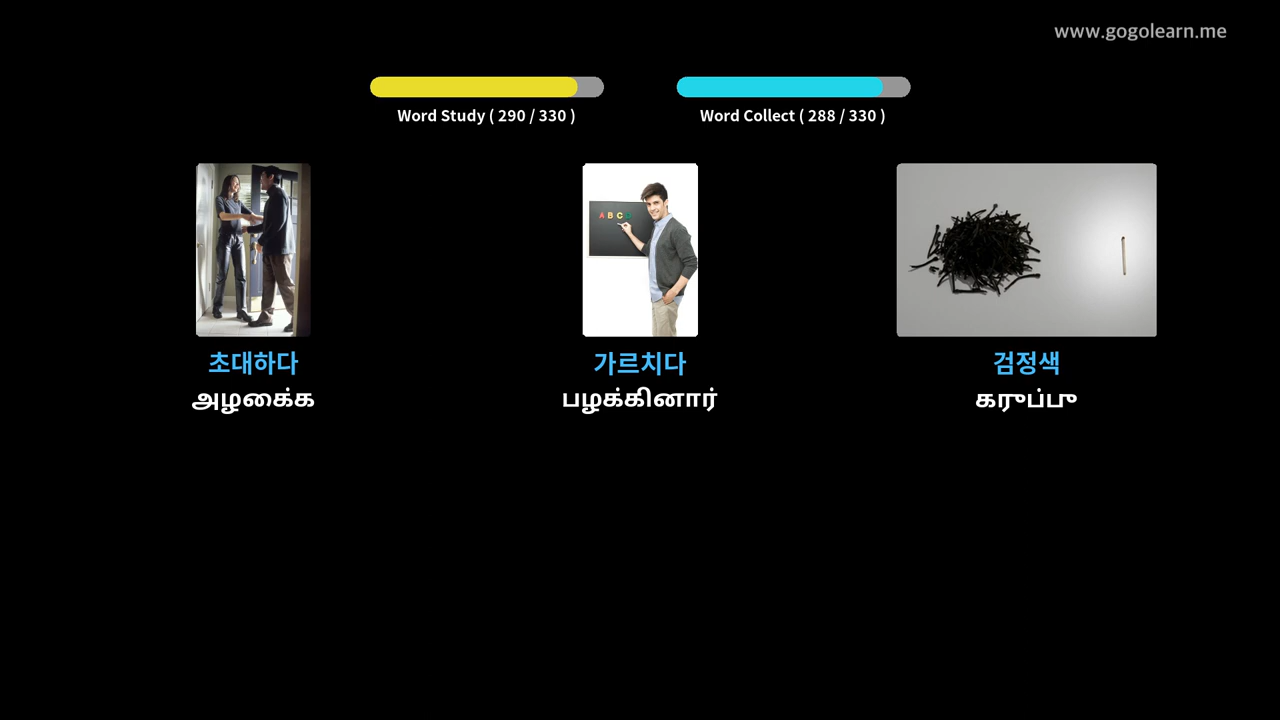 www.gogolearn.me
Word Study ( 290 / 330 )
Word Collect ( 288 / 330 )
A B C D
초대하다
가르치다
검정색
அழகை்க
பழக்கினார்
கருப்பு